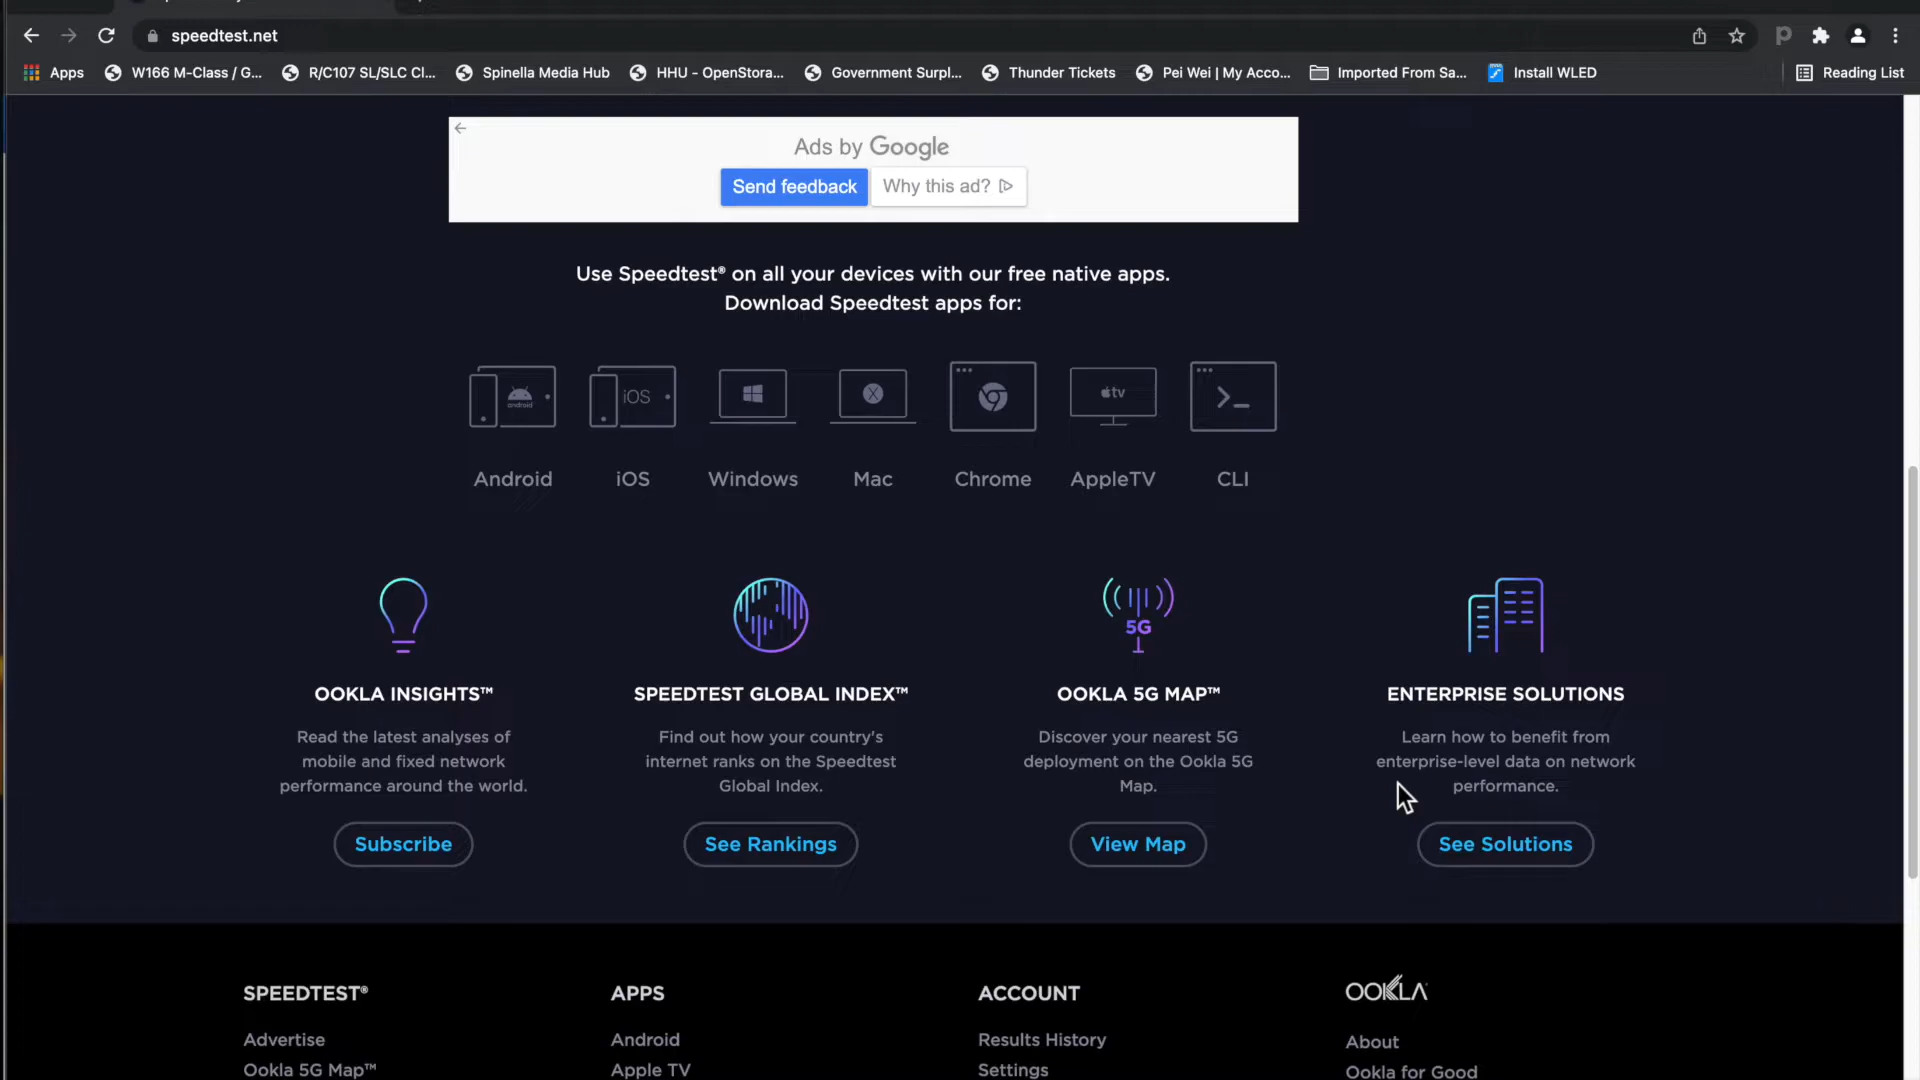 speedtest.net
Apps W166 M-Class / G... R/C107 SL/SLC Cl... Spinella Media Hub HHU - OpenStora... Government Surpl... Thunder Tickets Pei Wei | My Acco... Imported From Sa... Install WLED Reading List
Ads by Google
Send feedback Why this ad?
Use Speedtest® on all your devices with our free native apps.
Download Speedtest apps for:
android iOS X tv
Android iOS Windows Mac Chrome AppleTV CLI
5G
OOKLA INSIGHTS™ SPEEDTEST GLOBAL INDEX™ OOKLA 5G MAP™ ENTERPRISE SOLUTIONS
Read the latest analyses of Find out how your country's Discover your nearest 5G Learn how to benefit from
mobile and fixed network internet ranks on the Speedtest deployment on the Ookla 5G enterprise-level data on network
performance around the world. Global Index. Map. performance.
Subscribe See Rankings View Map See Solutions
SPEEDTEST® APPS ACCOUNT OOKLA
Advertise Android Results History About
Ookla 5G Map™ Apple TV Settings Ookla for Good